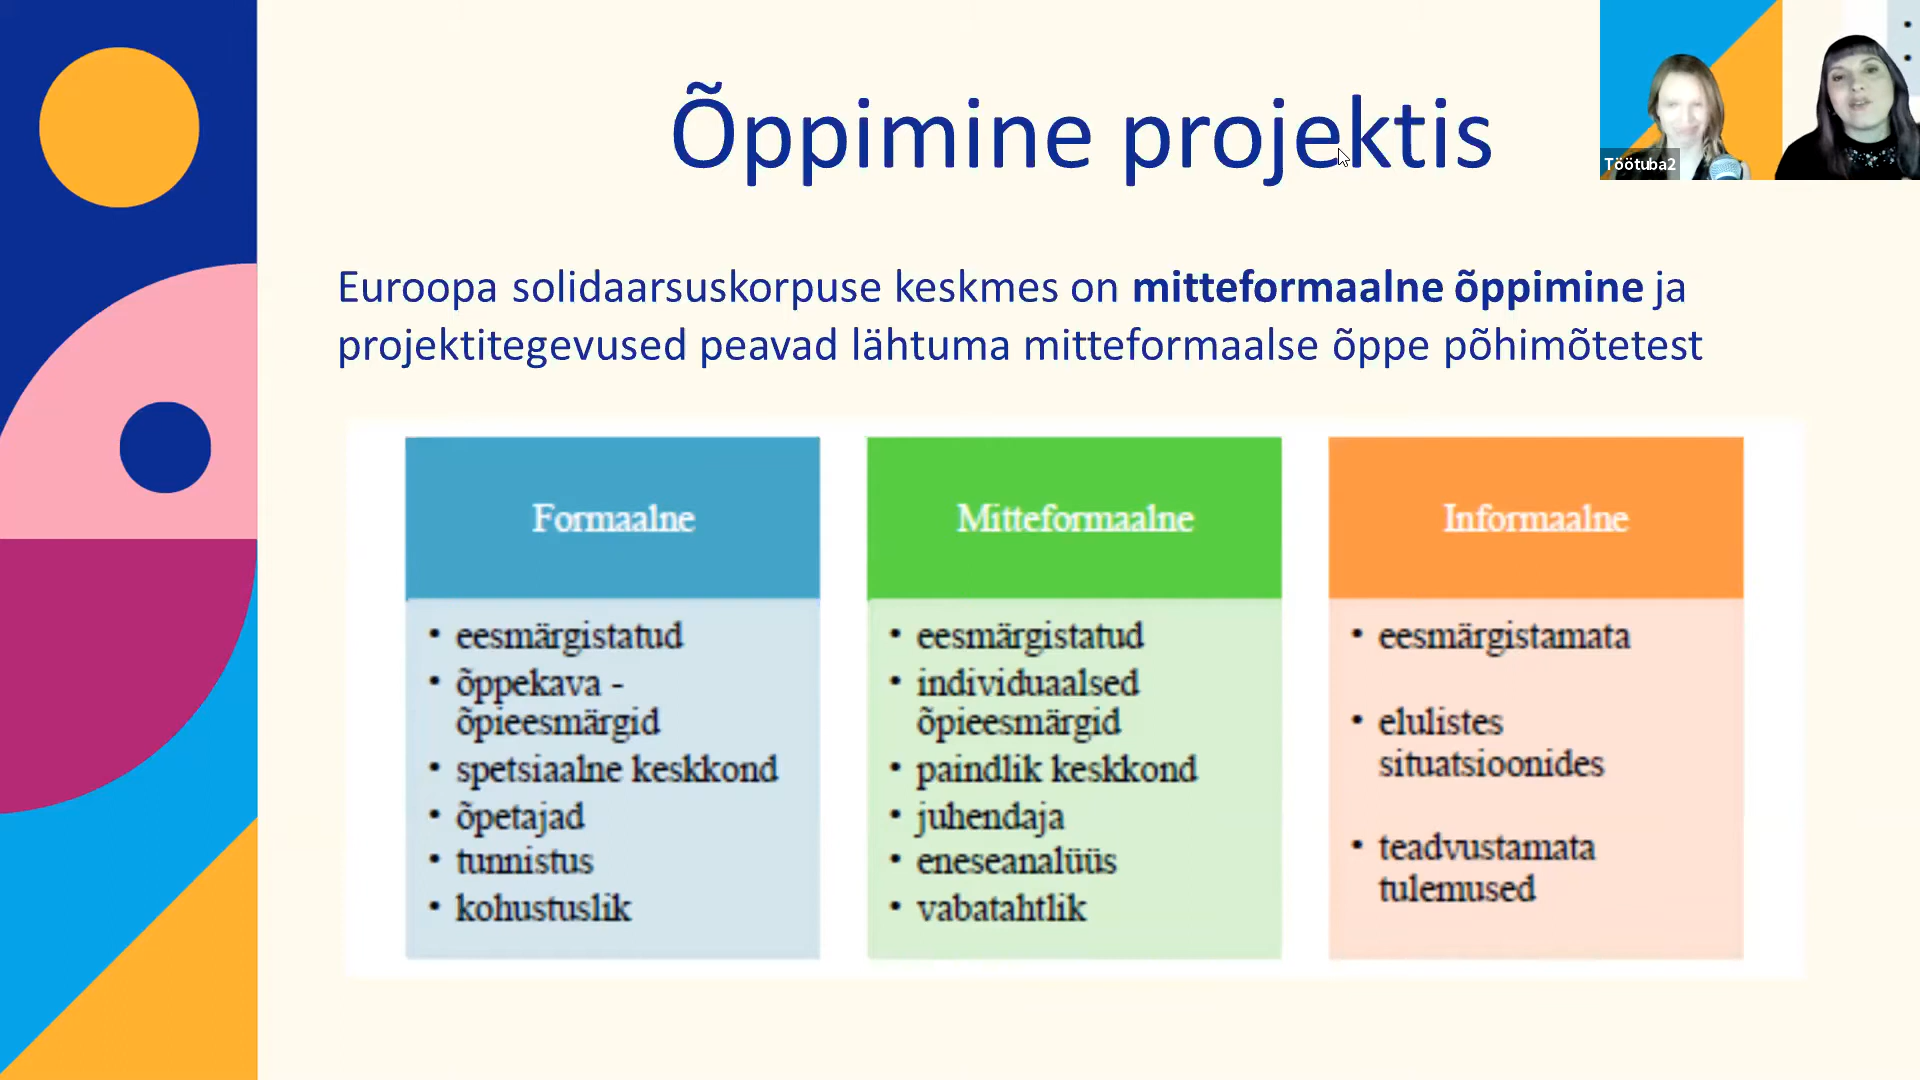 Õppimine projektis
Töötuba2
Euroopa solidaarsuskorpuse keskmes on mitteformaalne õppimine ja
projektitegevused peavad lähtuma mitteformaalse õppe põhimõtetest
Formaalne
• eesmärgistatud
• õppekava -
õpieesmärgid
• spetsiaalne keskkond
• õpetajad
• tunnistus
• kohustuslik
Mitteformaalne
• eesmärgistatud
• individuaalsed
õpieesmärgid
• paindlik keskkond
• juhendaja
• eneseanalüüs
• vabatahtlik
Informaalne
• eesmärgistamata
• elulistes
situatsioonides
• teadvustamata
tulemused